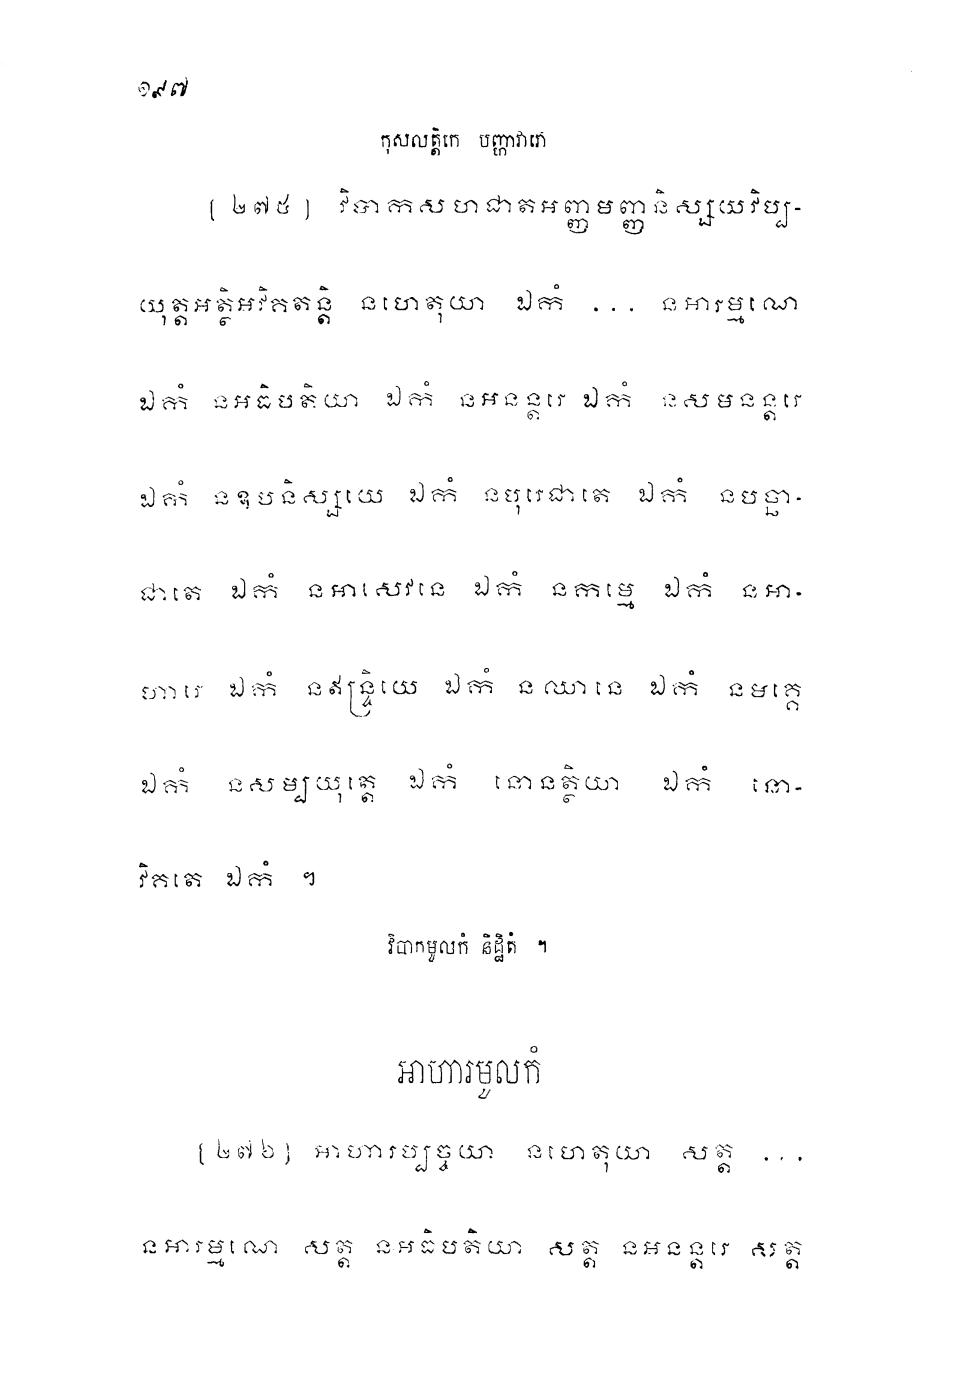 ១៩៧
កុសលត្តិកេ បញ្ហាវារោ
[ ២៧៥ ] វិបាកសហជាតអញ្ញមញ្ញនិស្សយវិប្ប-
យុត្តអត្ថិអវិគតន្តិ នហេតុយា ឯកំ ... នអារម្មណេ
ឯកំ នអធិបតិយា ឯកំ នអនន្តរេ ឯកំ នសមនន្តរេ
ឯកំ នឧបនិស្សយេ ឯកំ នបុរេជាតេ ឯកំ នបច្ឆា-
ជាតេ ឯកំ នអាសេវនេ ឯកំ នកម្មេ ឯកំ នអា-
ហារេ ឯកំ នឥន្ទ្រិយេ ឯកំ នឈានេ ឯកំ នមគ្គេ
ឯកំ នសម្បយុត្តេ ឯកំ នោនត្ថិយា ឯកំ នោ-
វិគតេ ឯកំ ។
វិបាកមូលកំ និដ្ឋិតំ ។
អាហារមូលកំ
[ ២៧៦ ] អាហារប្បច្ចយា នហេតុយា សត្ត ...
នអារម្មណេ សត្ត នអធិបតិយា សត្ត នអនន្តរេ សត្ត